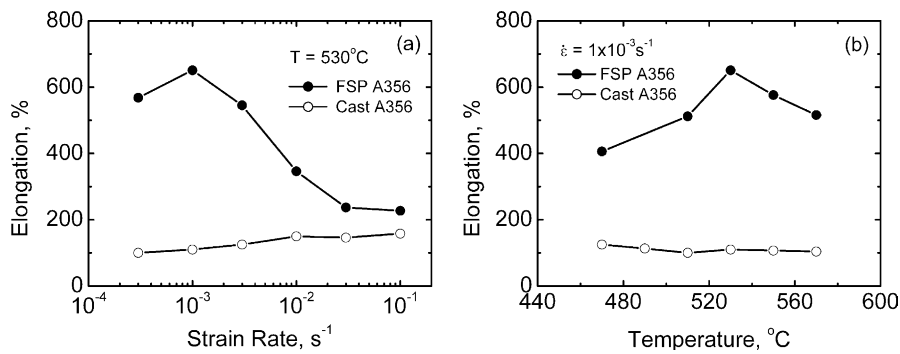 800
600
400
200
0
Elongation, %
(a)
T = 530°C
FSP A356
Cast A356
10⁻⁴
10⁻³
10⁻²
10⁻¹
Strain Rate, s⁻¹
800
600
400
200
0
Elongation, %
(b)
ε̇ = 1x10⁻³s⁻¹
FSP A356
Cast A356
440
480
520
560
600
Temperature, °C